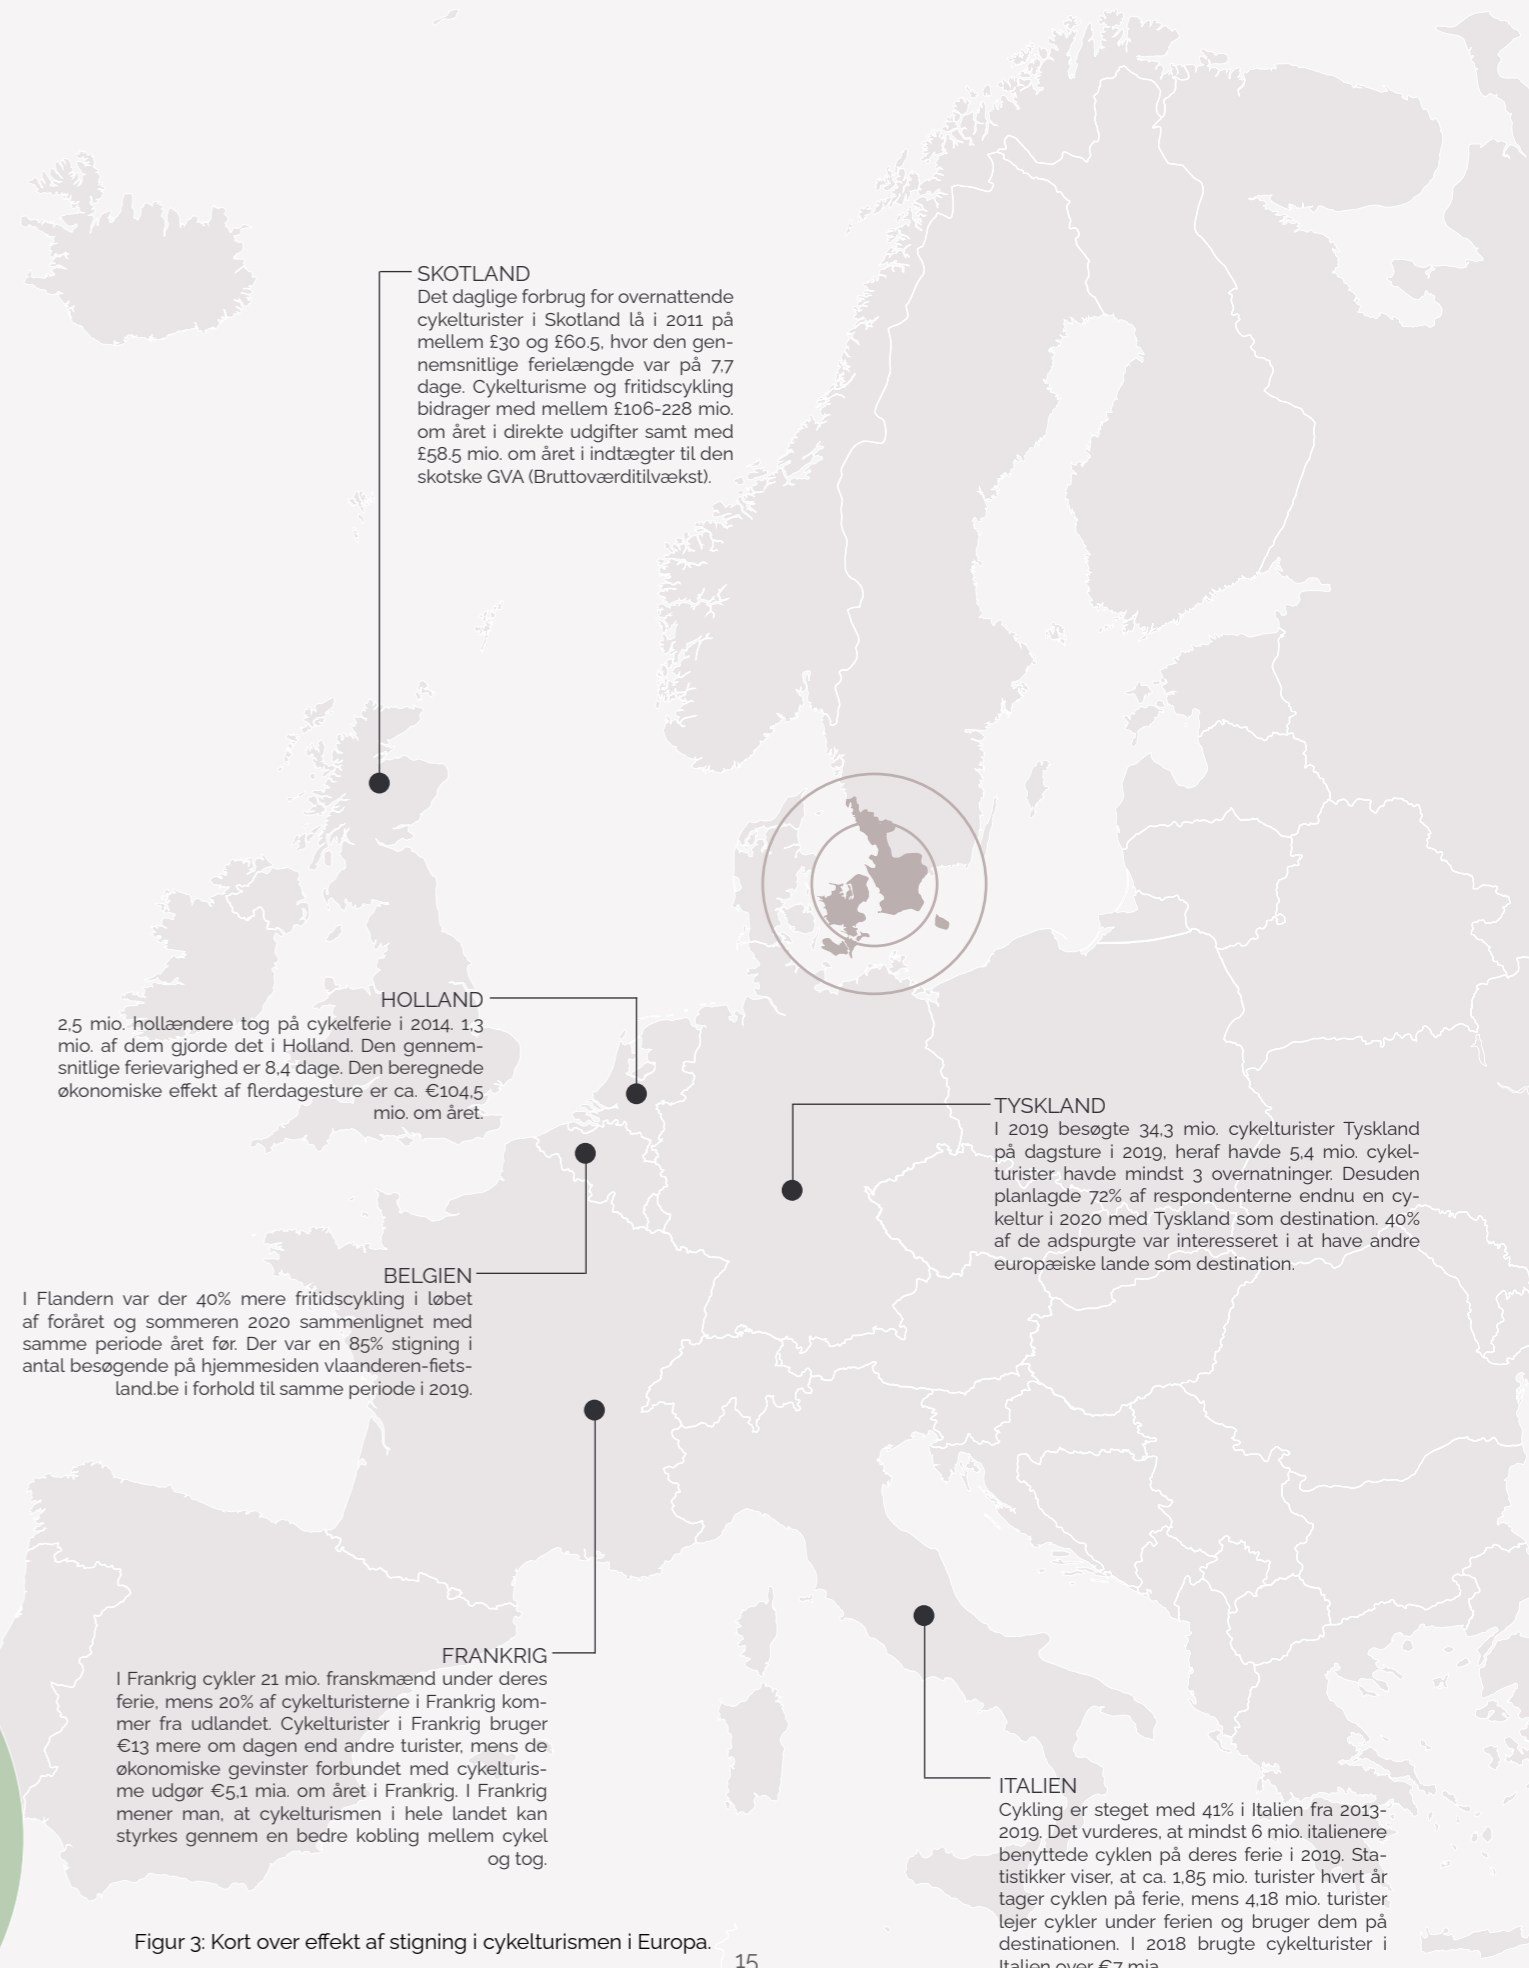 SKOTLAND
Det daglige forbrug for overnattende
cykelturister i Skotland lå i 2011 på
mellem £30 og £60.5, hvor den gen-
nemsnitlige ferielængde var på 7,7
dage. Cykelturisme og fritidscykling
bidrager med mellem £106-228 mio.
om året i direkte udgifter samt med
£58.5 mio. om året i indtægter til den
skotske GVA (Bruttoværditilvækst).
HOLLAND
2,5 mio. hollændere tog på cykelferie i 2014. 1,3
mio. af dem gjorde det i Holland. Den gennem-
snitlige ferievarighed er 8,4 dage. Den beregnede
økonomiske effekt af flerdagesture er ca. €104,5
mio. om året.
TYSKLAND
I 2019 besøgte 34,3 mio. cykelturister Tyskland
på dagsture i 2019, heraf havde 5,4 mio. cykel-
turister havde mindst 3 overnatninger. Desuden
planlagde 72% af respondenterne endnu en cy-
keltur i 2020 med Tyskland som destination. 40%
af de adspurgte var interesseret i at have andre
europæiske lande som destination.
BELGIEN
I Flandern var der 40% mere fritidscykling i løbet
af foråret og sommeren 2020 sammenlignet med
samme periode året før. Der var en 85% stigning i
antal besøgende på hjemmesiden vlaanderen-fiets-
land.be i forhold til samme periode i 2019.
FRANKRIG
I Frankrig cykler 21 mio. franskmænd under deres
ferie, mens 20% af cykelturisterne i Frankrig kom-
mer fra udlandet. Cykelturister i Frankrig bruger
€13 mere om dagen end andre turister, mens de
økonomiske gevinster forbundet med cykelturis-
me udgør €5,1 mia. om året i Frankrig. I Frankrig
mener man, at cykelturismen i hele landet kan
styrkes gennem en bedre kobling mellem cykel
og tog.
ITALIEN
Cykling er steget med 41% i Italien fra 2013-
2019. Det vurderes, at mindst 6 mio. italienere
benyttede cyklen på deres ferie i 2019. Sta-
tistikker viser, at ca. 1,85 mio. turister hvert år
tager cyklen på ferie, mens 4,18 mio. turister
lejer cykler under ferien og bruger dem på
destinationen. I 2018 brugte cykelturister i
Italien over €7 mia.
Figur 3: Kort over effekt af stigning i cykelturismen i Europa.
15